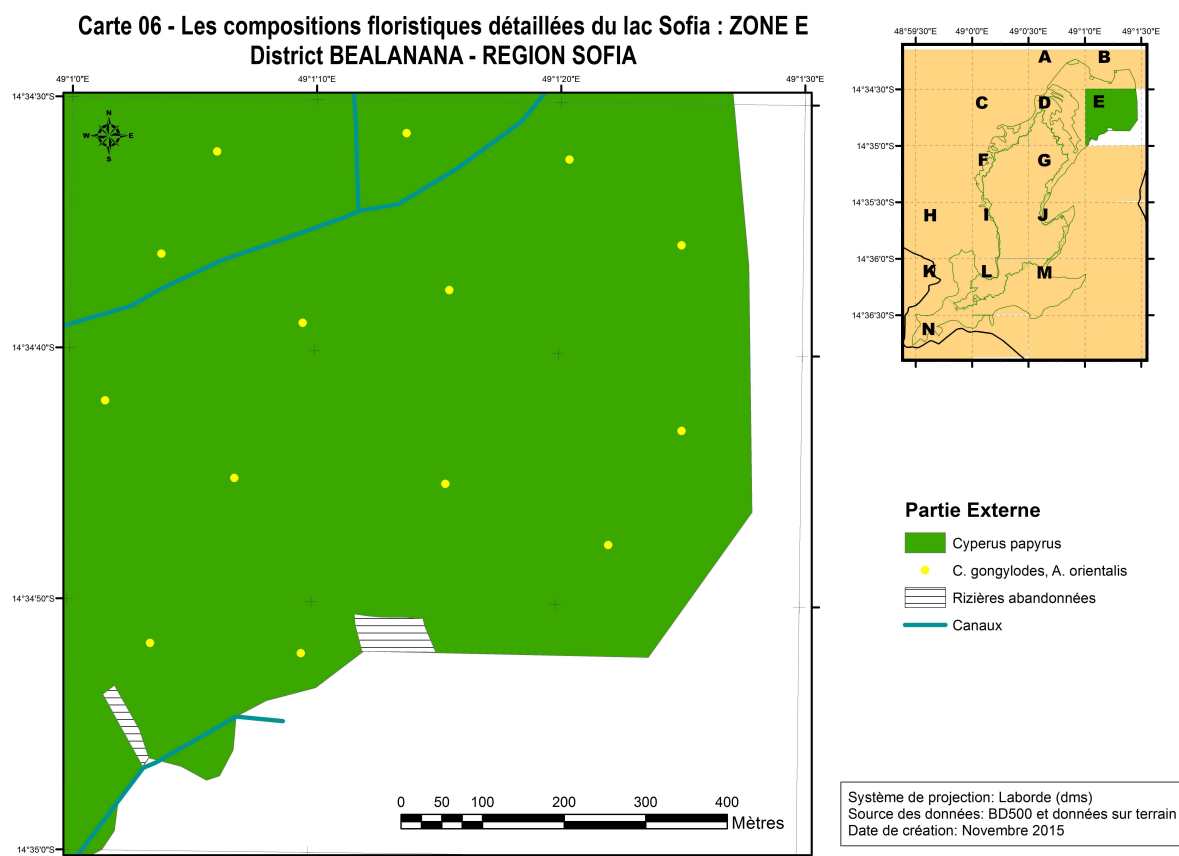 Carte 06 - Les compositions floristiques détaillées du lac Sofia : ZONE E
District BEALANANA - REGION SOFIA
49°1'0"E 49°1'10"E 49°1'20"E 49°1'30"E
14°34'30"S
14°34'40"S
14°34'50"S
14°35'0"S
N
W E
S
0 50 100 200 300 400
Mètres
48°59'30"E 49°0'0"E 49°0'30"E 49°1'0"E 49°1'30"E
14°34'30"S
14°35'0"S
14°35'30"S
14°36'0"S
14°36'30"S
A B
C D E
F G
H I J
K L M
N
Partie Externe
Cyperus papyrus
C. gongylodes, A. orientalis
Rizières abandonnées
Canaux
Système de projection: Laborde (dms)
Source des données: BD500 et données sur terrain
Date de création: Novembre 2015